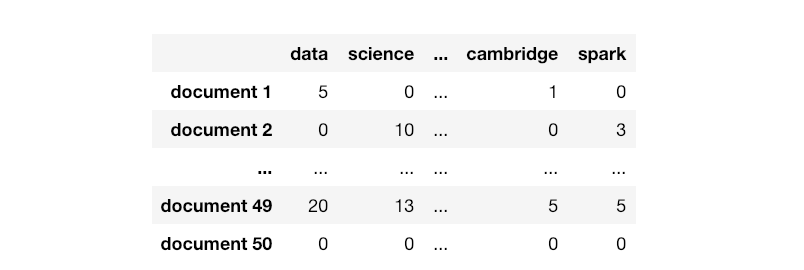 data science ... cambridge spark
document 1 5 0 ... 1 0
document 2 0 10 ... 0 3
... ... ... ... ... ...
document 49 20 13 ... 5 5
document 50 0 0 ... 0 0